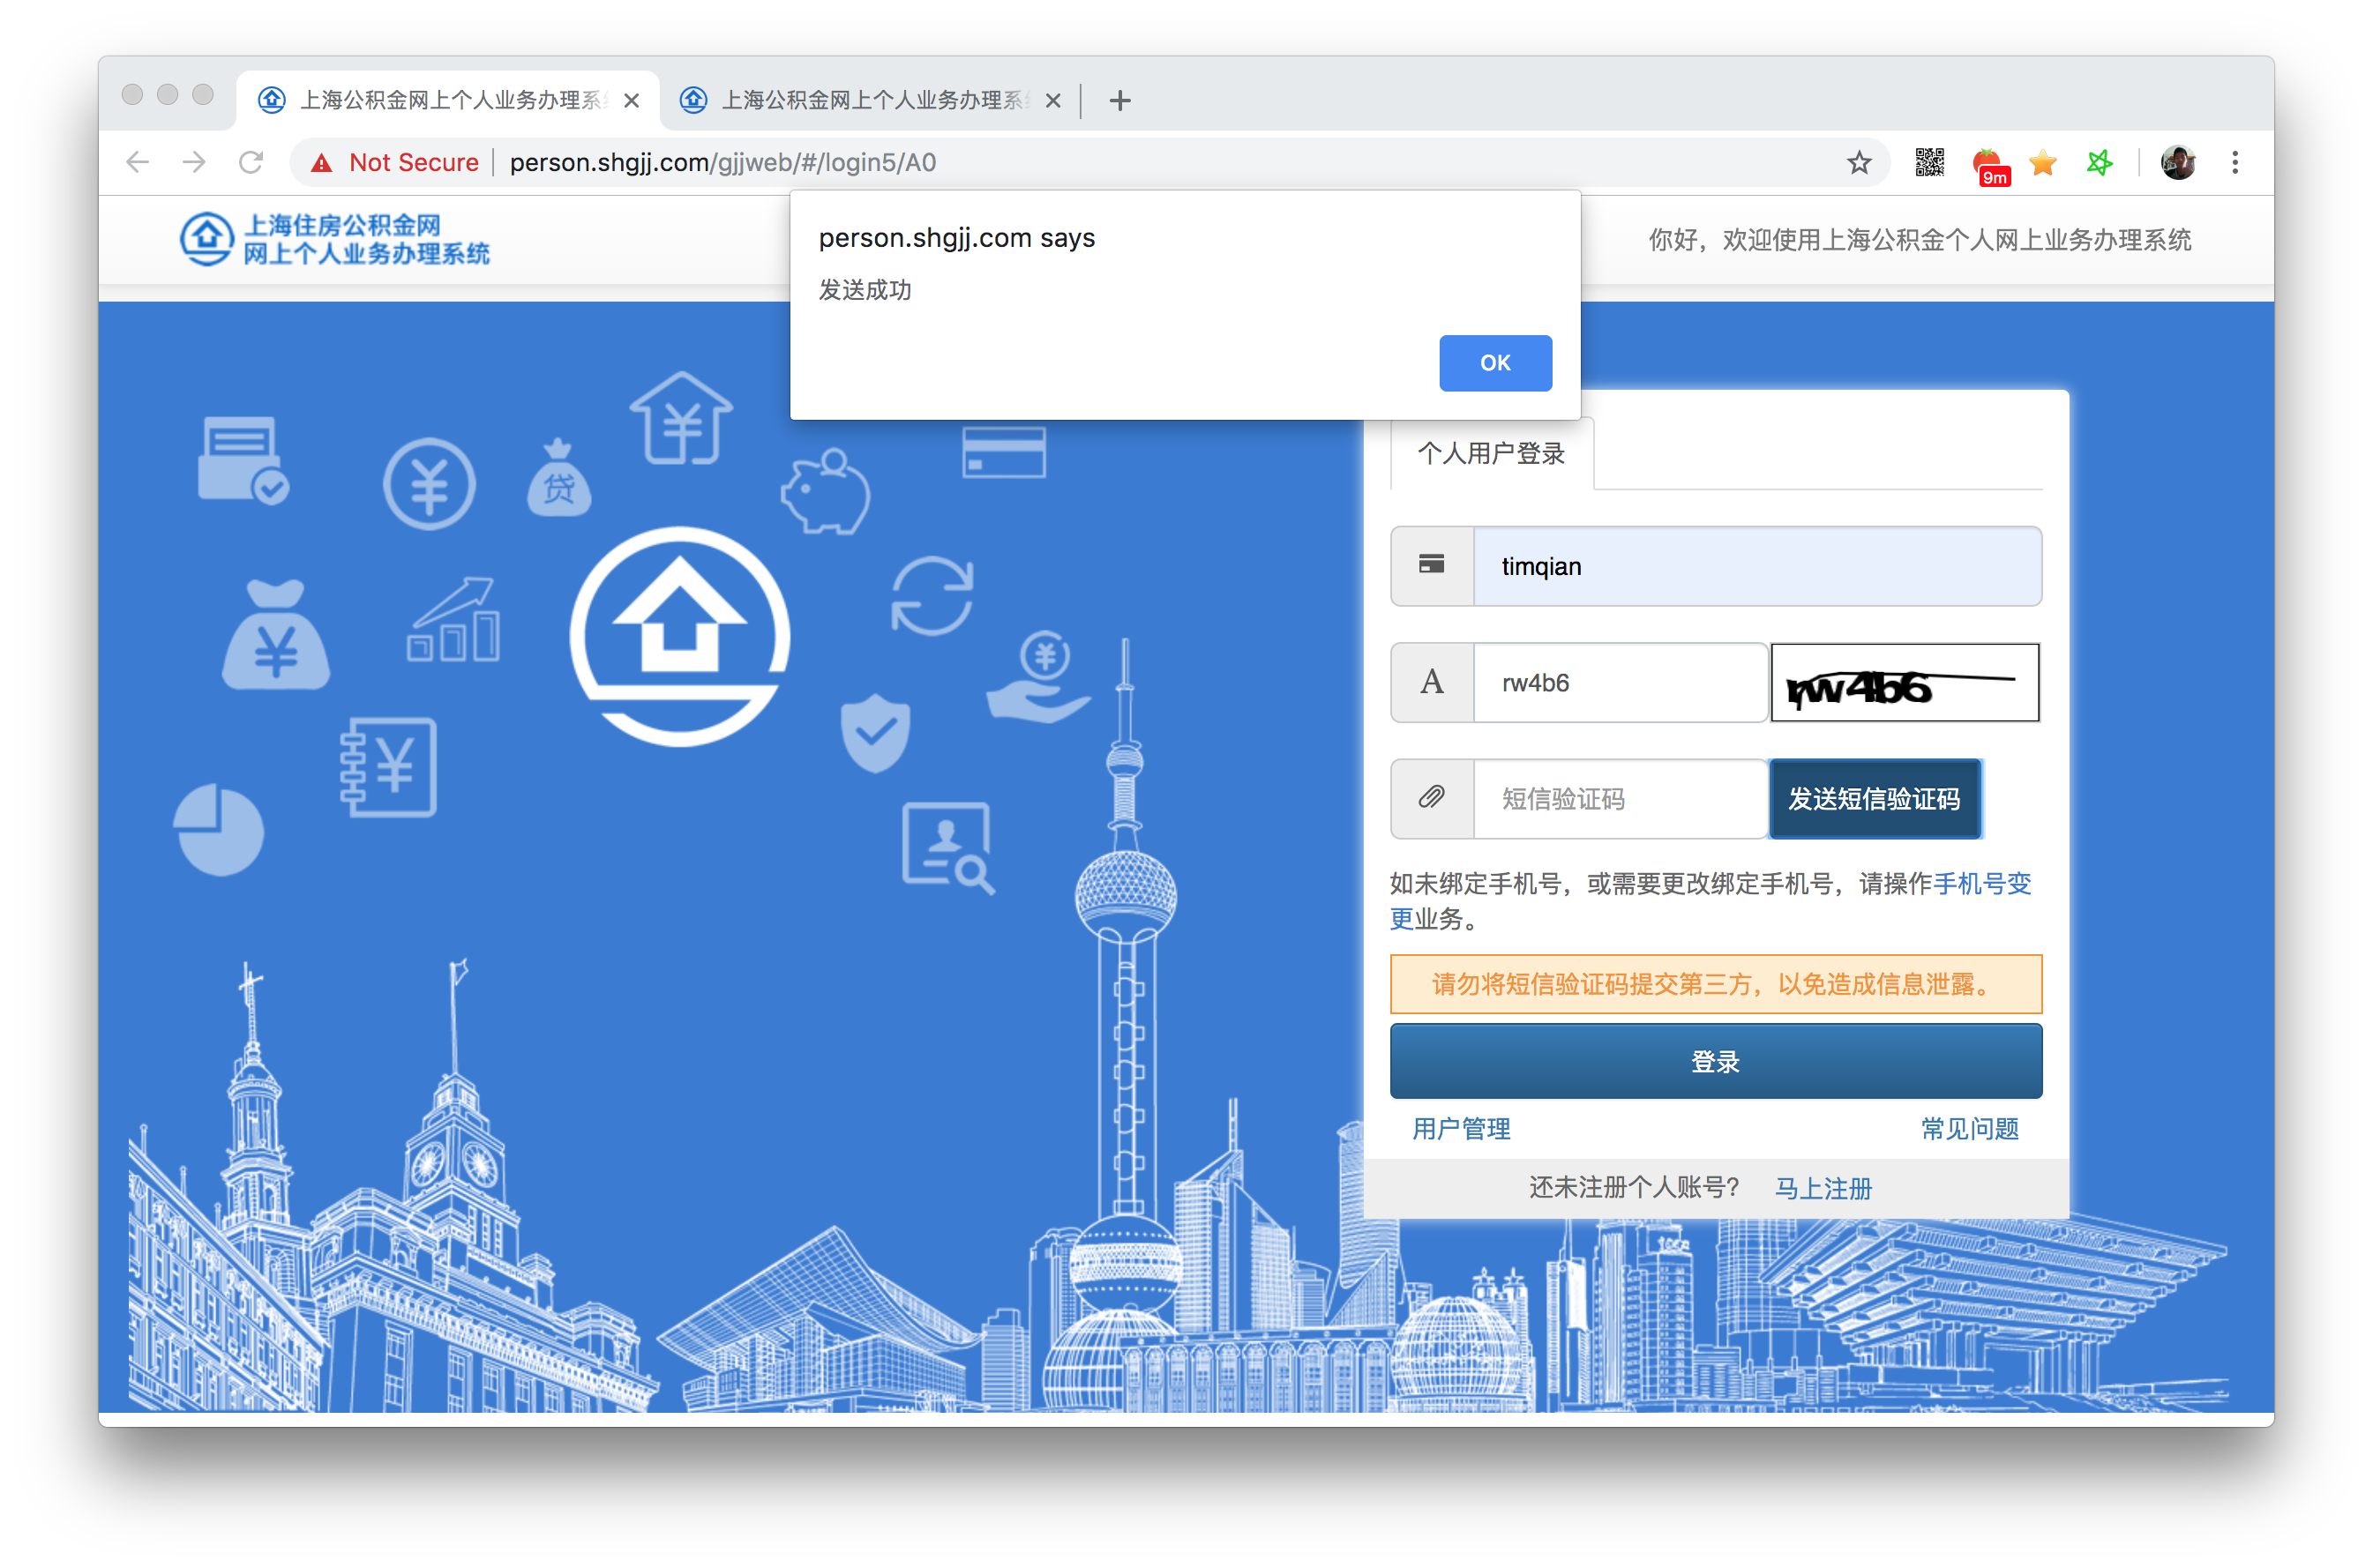 上海公积金网上个人业务办理系
上海公积金网上个人业务办理系
Not Secure
person.shgjj.com/gjjweb/#/login5/A0
9m
上海住房公积金网
网上个人业务办理系统
你好，欢迎使用上海公积金个人网上业务办理系统
person.shgjj.com says
发送成功
OK
贷
个人用户登录
timqian
A
rw4b6
rw4b6
短信验证码
发送短信验证码
如未绑定手机号，或需要更改绑定手机号，请操作手机号变
更业务。
请勿将短信验证码提交第三方，以免造成信息泄露。
登录
用户管理
常见问题
还未注册个人账号?
马上注册